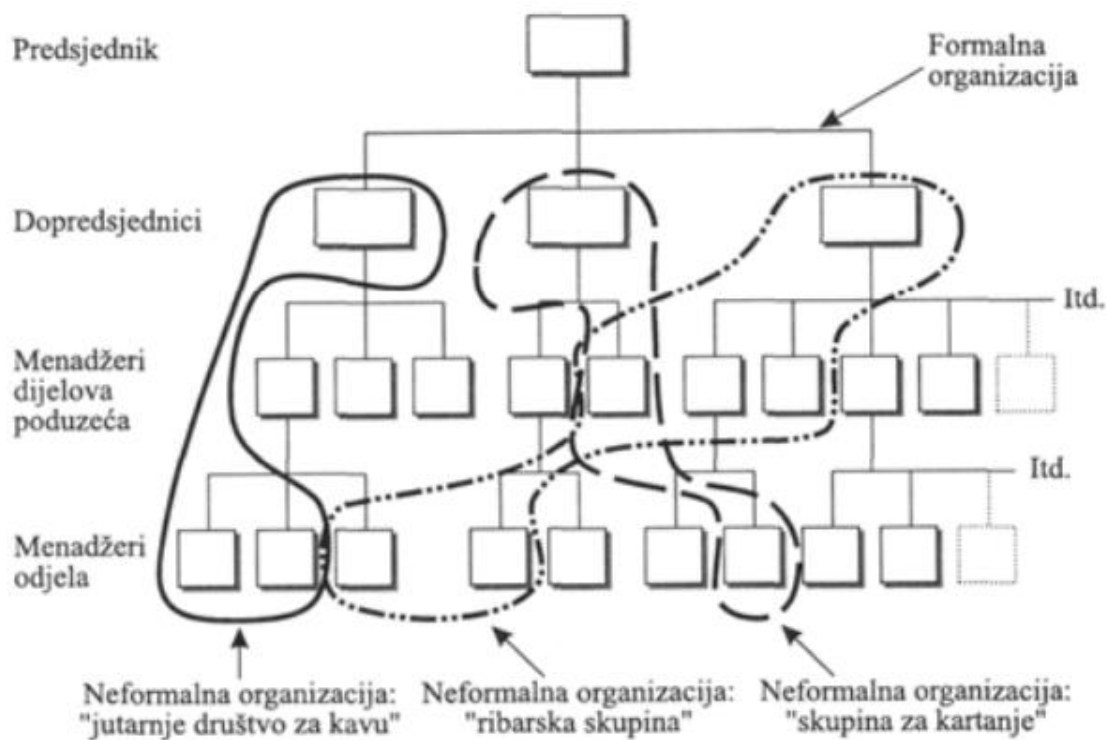 Predsjednik
Formalna
organizacija
Dopredsjednici
Itd.
Menadžeri
dijelova
poduzeća
Itd.
Menadžeri
odjela
Neformalna organizacija:
"jutarnje društvo za kavu"
Neformalna organizacija:
"ribarska skupina"
Neformalna organizacija:
"skupina za kartanje"